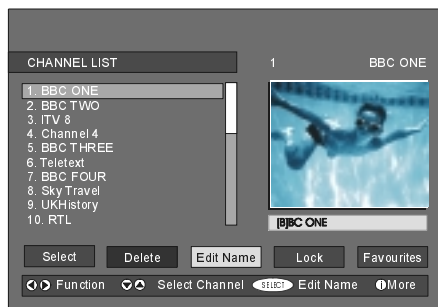 CHANNEL LIST
1 BBC ONE
1. BBC ONE
2. BBC TWO
3. ITV 8
4. Channel 4
5. BBC THREE
6. Teletext
7. BBC FOUR
8. Sky Travel
9. UKHistory
10. RTL
[B]BC ONE
Select Delete Edit Name Lock Favourites
Function Select Channel SELECT Edit Name i More